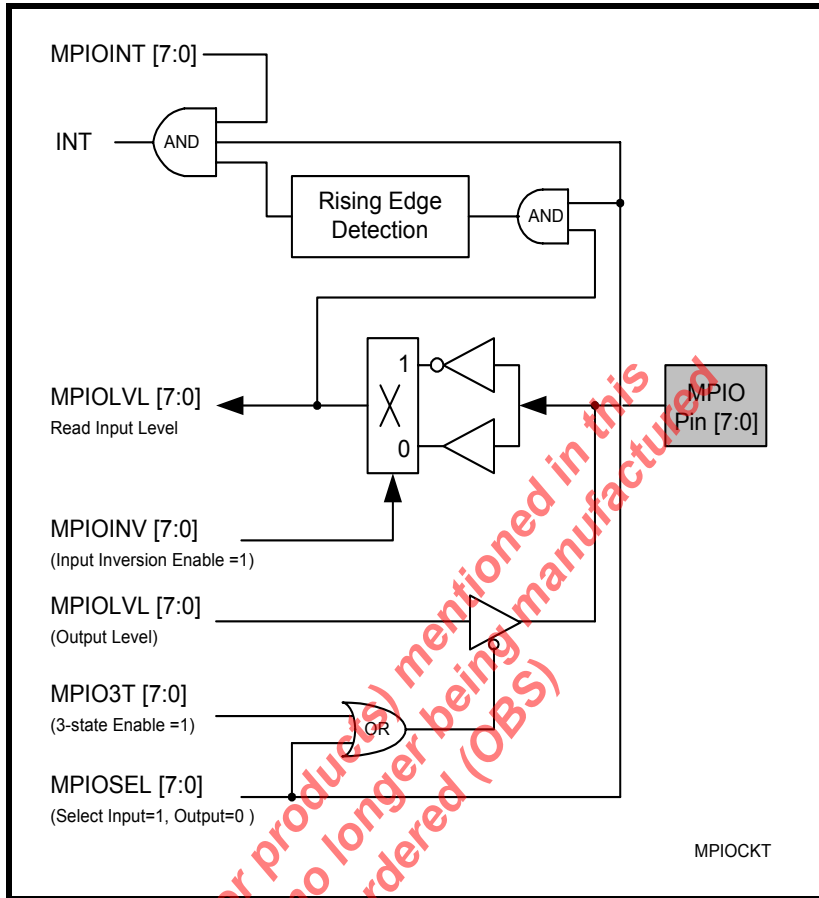 MPIOINT [7:0]
INT
AND
Rising Edge
Detection
AND
1
0
MPIOLVL [7:0]
Read Input Level
MPIO
Pin [7:0]
MPIOINV [7:0]
(Input Inversion Enable =1)
MPIOLVL [7:0]
(Output Level)
MPIO3T [7:0]
(3-state Enable =1)
OR
MPIOSEL [7:0]
(Select Input=1, Output=0 )
MPIOCKT
or products) mentioned in this
no longer being manufactured
rdered (OBS)